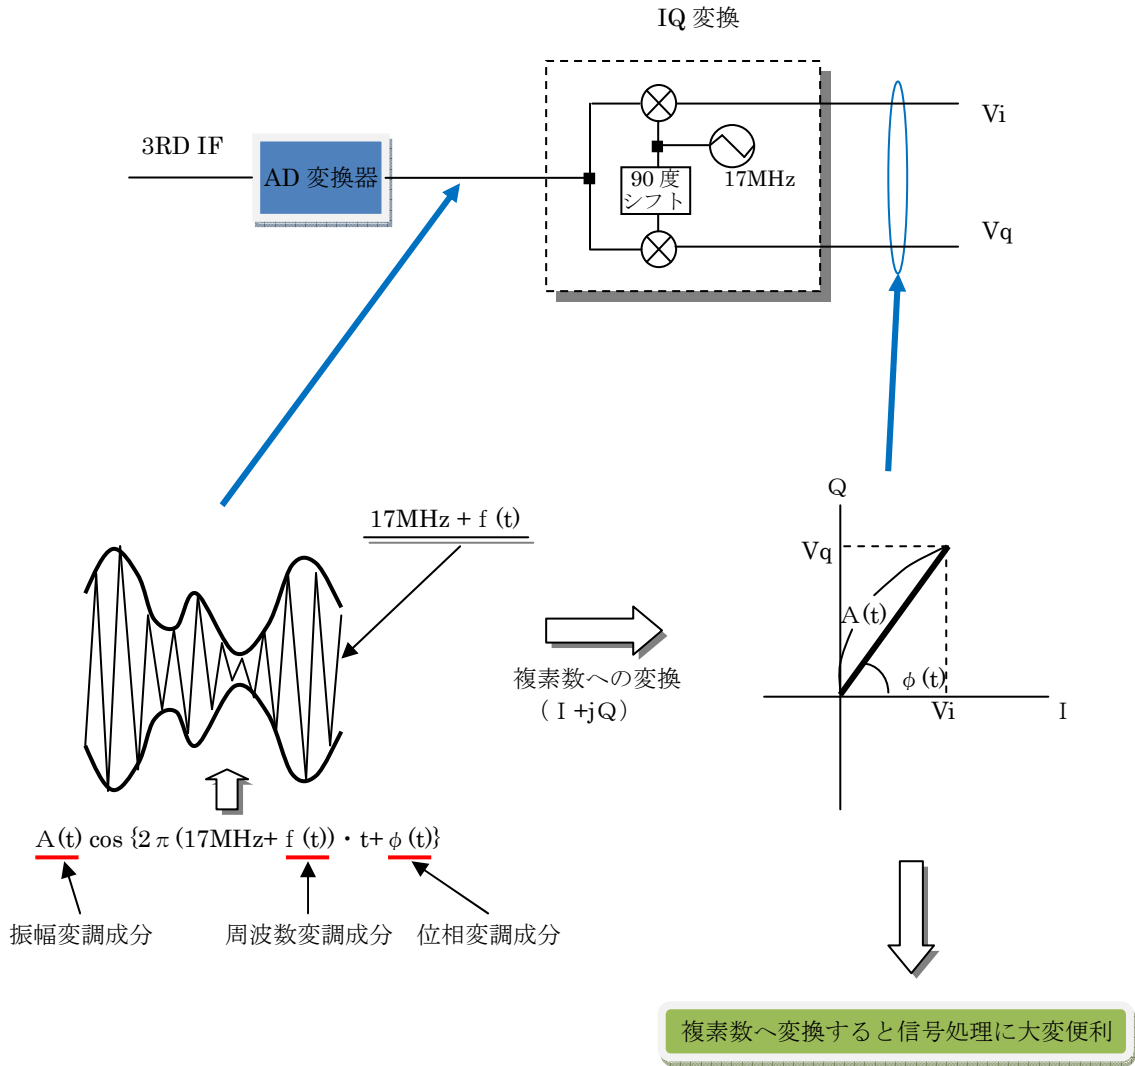 IQ 変換
3RD IF
AD 変換器
90 度
シフト
17MHz
Vi
Vq
17MHz + f (t)
複素数への変換
( I +jQ)
Q
Vq
A (t)
φ (t)
Vi
I
A (t) cos {2π (17MHz+ f (t))・t+ φ (t)}
振幅変調成分
周波数変調成分
位相変調成分
複素数へ変換すると信号処理に大変便利